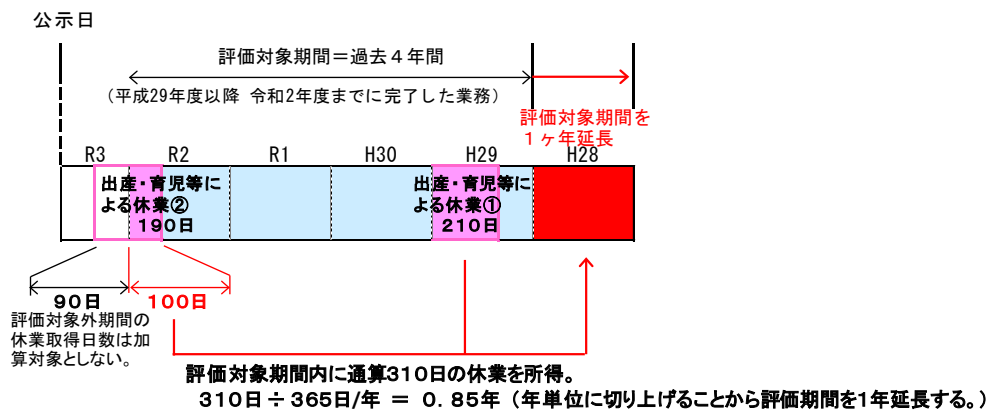 公示日
評価対象期間＝過去４年間
（平成29年度以降 令和2年度までに完了した業務）
評価対象期間を
１ヶ年延長
R3 R2 R1 H30 H29 H28
出産・育児等に
よる休業②
190日
出産・育児等に
よる休業①
210日
90日
100日
評価対象外期間の
休業取得日数は加
算対象としない。
評価対象期間内に通算310日の休業を所得。
310日÷365日/年 ＝ ０.８５年（年単位に切り上げることから評価期間を1年延長する。）